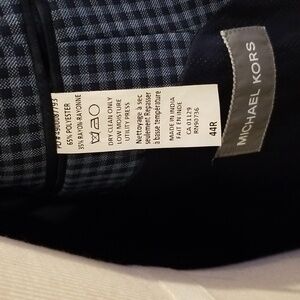 65% POLYESTER
35% RAYON-RAYONNE
DRY CLEAN ONLY
LOW MOISTURE
UTILITY PRESS
Nettoyage à sec
seulement Repasser
à basse température
MADE IN INDIA
FAIT EN INDE
CA 01129
RN90736
44R
MICHAEL KORS